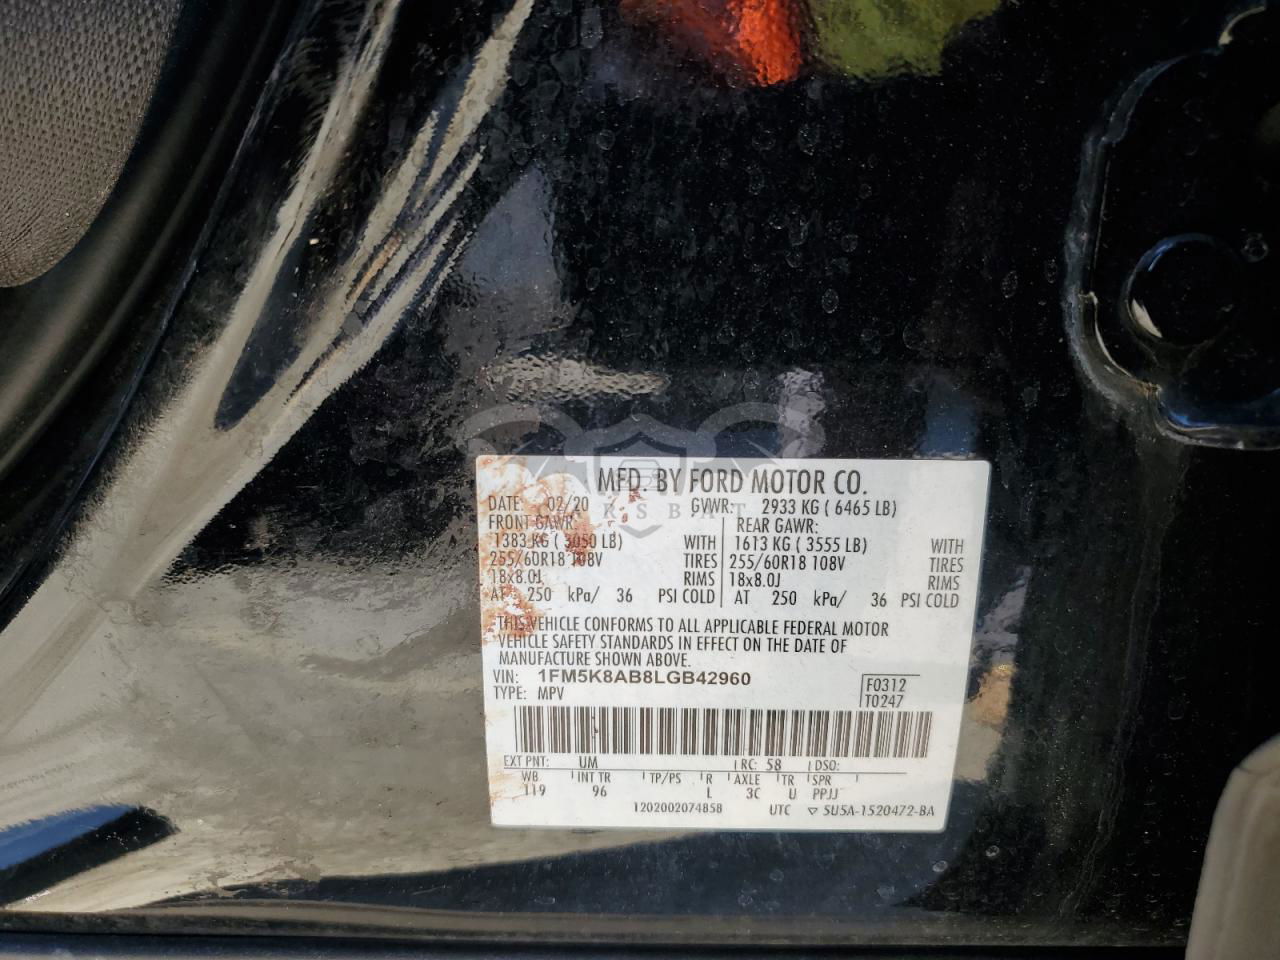 MFD. BY FORD MOTOR CO.
DATE: 02/20 GVWR: 2933 KG ( 6465 LB)
FRONT GAWR: REAR GAWR:
1383 KG ( 3050 LB) WITH 1613 KG ( 3555 LB) WITH
255/60R18 108V TIRES 255/60R18 108V TIRES
18x8.0J RIMS 18x8.0J RIMS
AT 250 kPa/ 36 PSI COLD AT 250 kPa/ 36 PSI COLD
THIS VEHICLE CONFORMS TO ALL APPLICABLE FEDERAL MOTOR
VEHICLE SAFETY STANDARDS IN EFFECT ON THE DATE OF
MANUFACTURE SHOWN ABOVE.
VIN: 1FM5K8AB8LGB42960
TYPE: MPV
F0312
T0247
EXT PNT: UM RC: 58 DSO:
WB INT TR TP/PS R AXLE TR SPR
119 96 L 3C U PPJJ
12020020748​58 UTC ▽ SU5A-1520472-BA
RSBAT